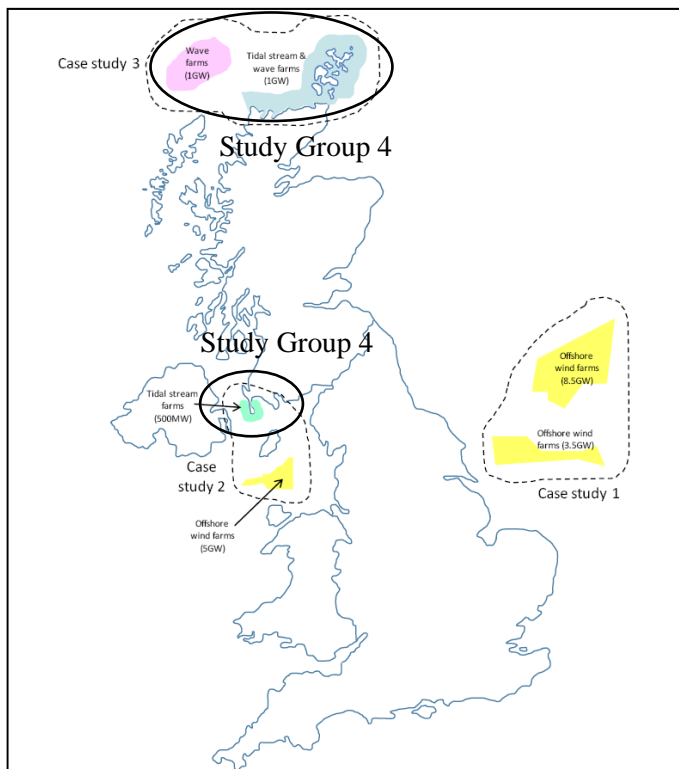 Case study 3
Wave
farms
(1GW)
Tidal stream &
wave farms
(1GW)
Study Group 4
Study Group 4
Tidal stream
farms
(500MW)
Case
study 2
Offshore
wind farms
(5GW)
Offshore
wind farms
(8.5GW)
Offshore wind
farms (3.5GW)
Case study 1